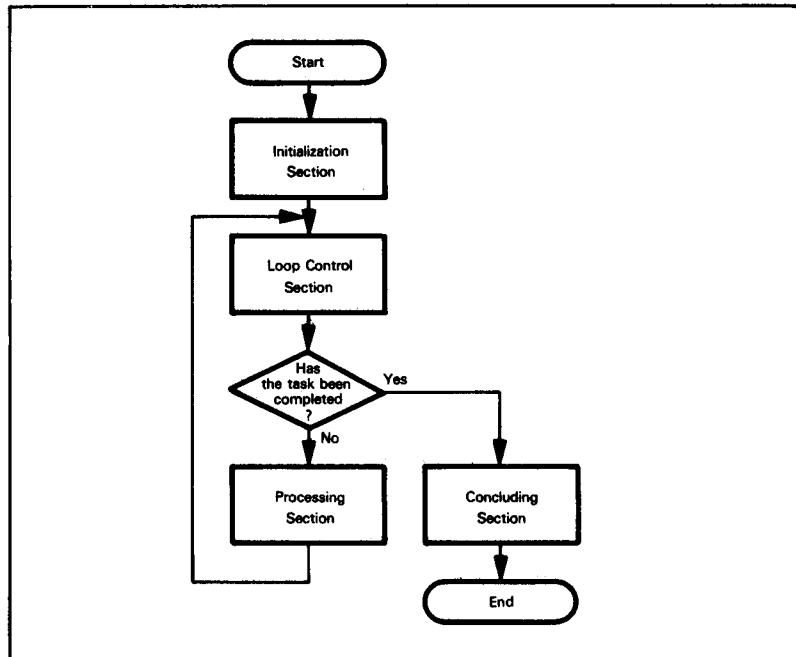 Start
Initialization
Section
Loop Control
Section
Has
the task been
completed
?
Yes
No
Processing
Section
Concluding
Section
End